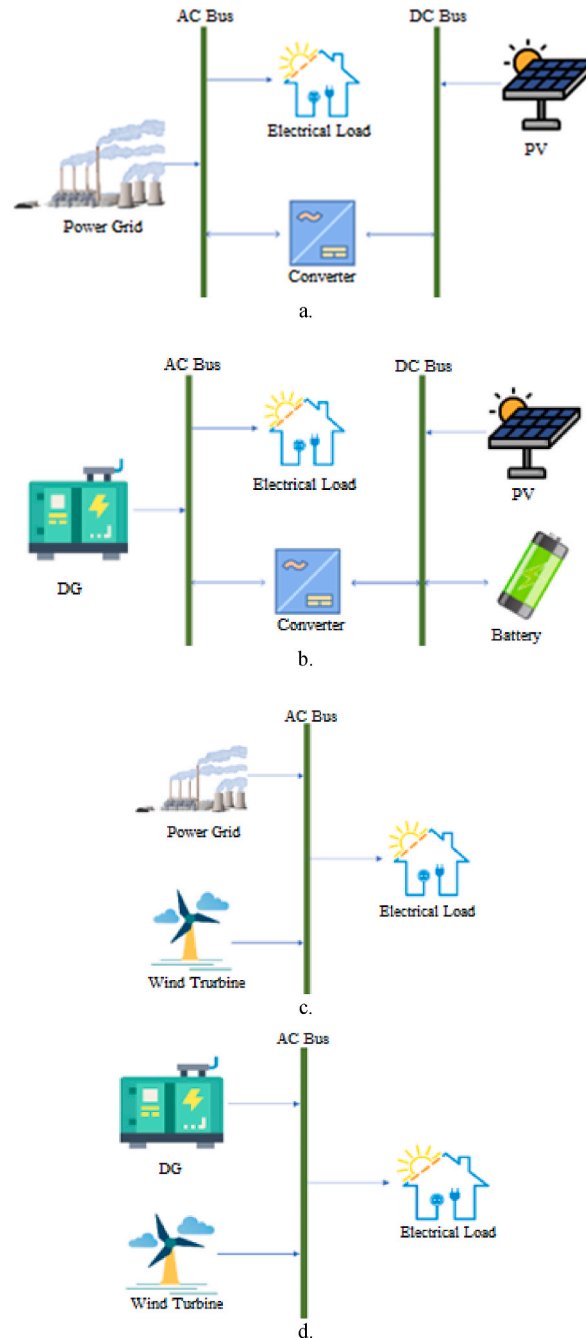 AC Bus
DC Bus
Electrical Load
PV
Power Grid
Converter
a.
AC Bus
DC Bus
Electrical Load
PV
DG
Converter
Battery
b.
AC Bus
Power Grid
Electrical Load
Wind Trurbine
c.
AC Bus
DG
Electrical Load
Wind Turbine
d.